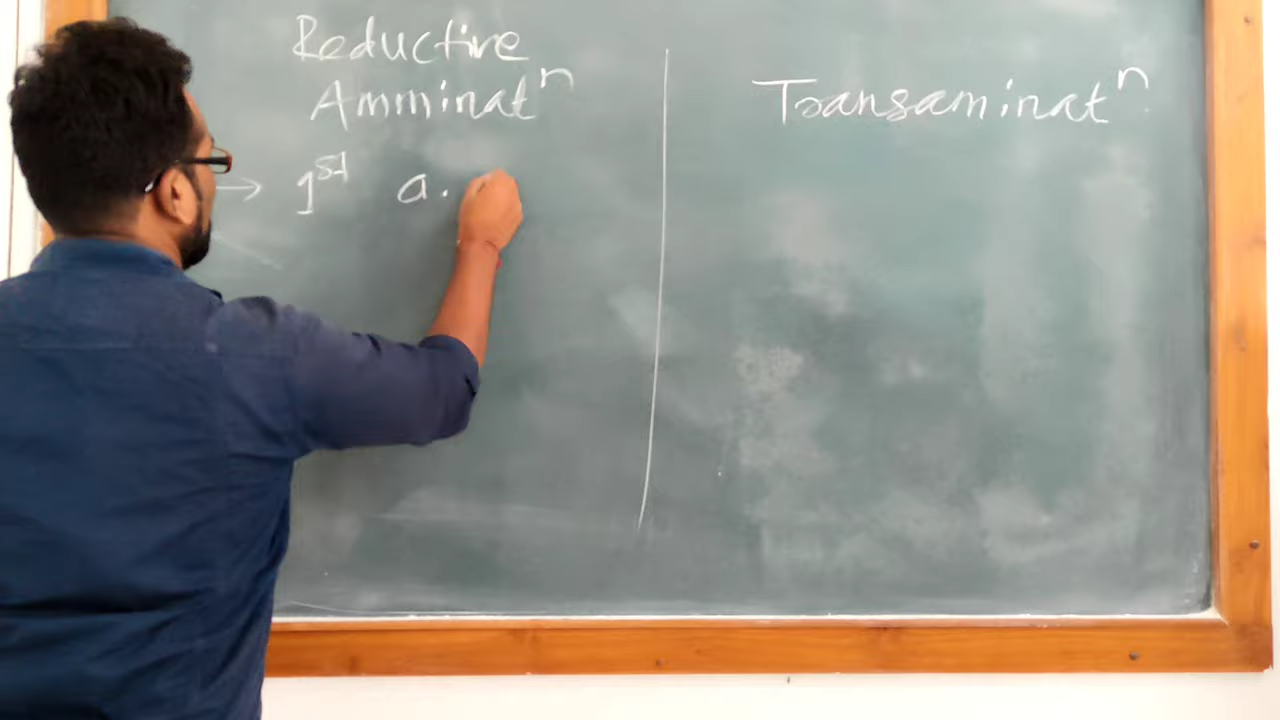 Reductive
Amminatⁿ
Transaminatⁿ
→ 1ˢᵗ a.